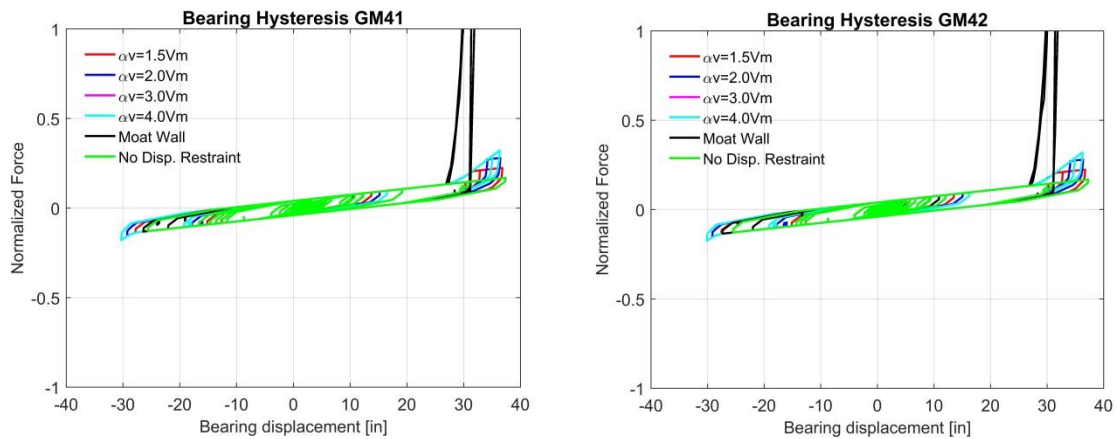 Bearing Hysteresis GM41
αv=1.5Vm
αv=2.0Vm
αv=3.0Vm
αv=4.0Vm
Moat Wall
No Disp. Restraint
Normalized Force
1
0.5
0
-0.5
-1
-40 -30 -20 -10 0 10 20 30 40
Bearing displacement [in]
Bearing Hysteresis GM42
αv=1.5Vm
αv=2.0Vm
αv=3.0Vm
αv=4.0Vm
Moat Wall
No Disp. Restraint
Normalized Force
1
0.5
0
-0.5
-1
-40 -30 -20 -10 0 10 20 30 40
Bearing displacement [in]